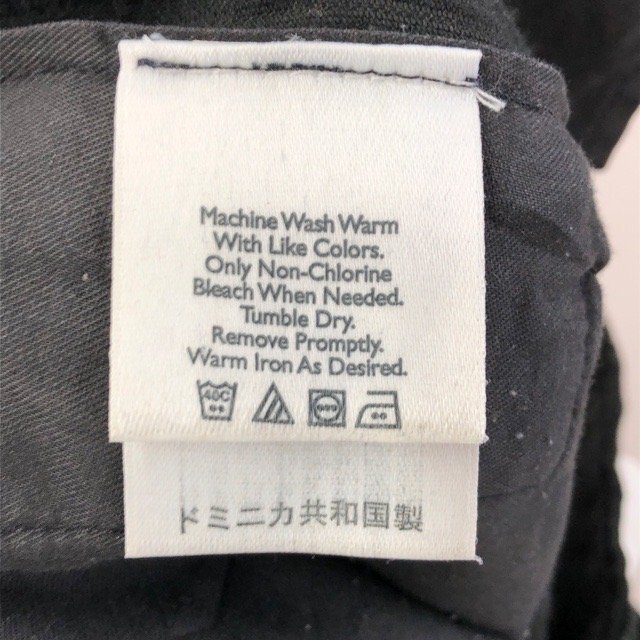 Machine Wash Warm
With Like Colors.
Only Non-Chlorine
Bleach When Needed.
Tumble Dry.
Remove Promptly.
Warm Iron As Desired.
40C
ドミニカ共和国製